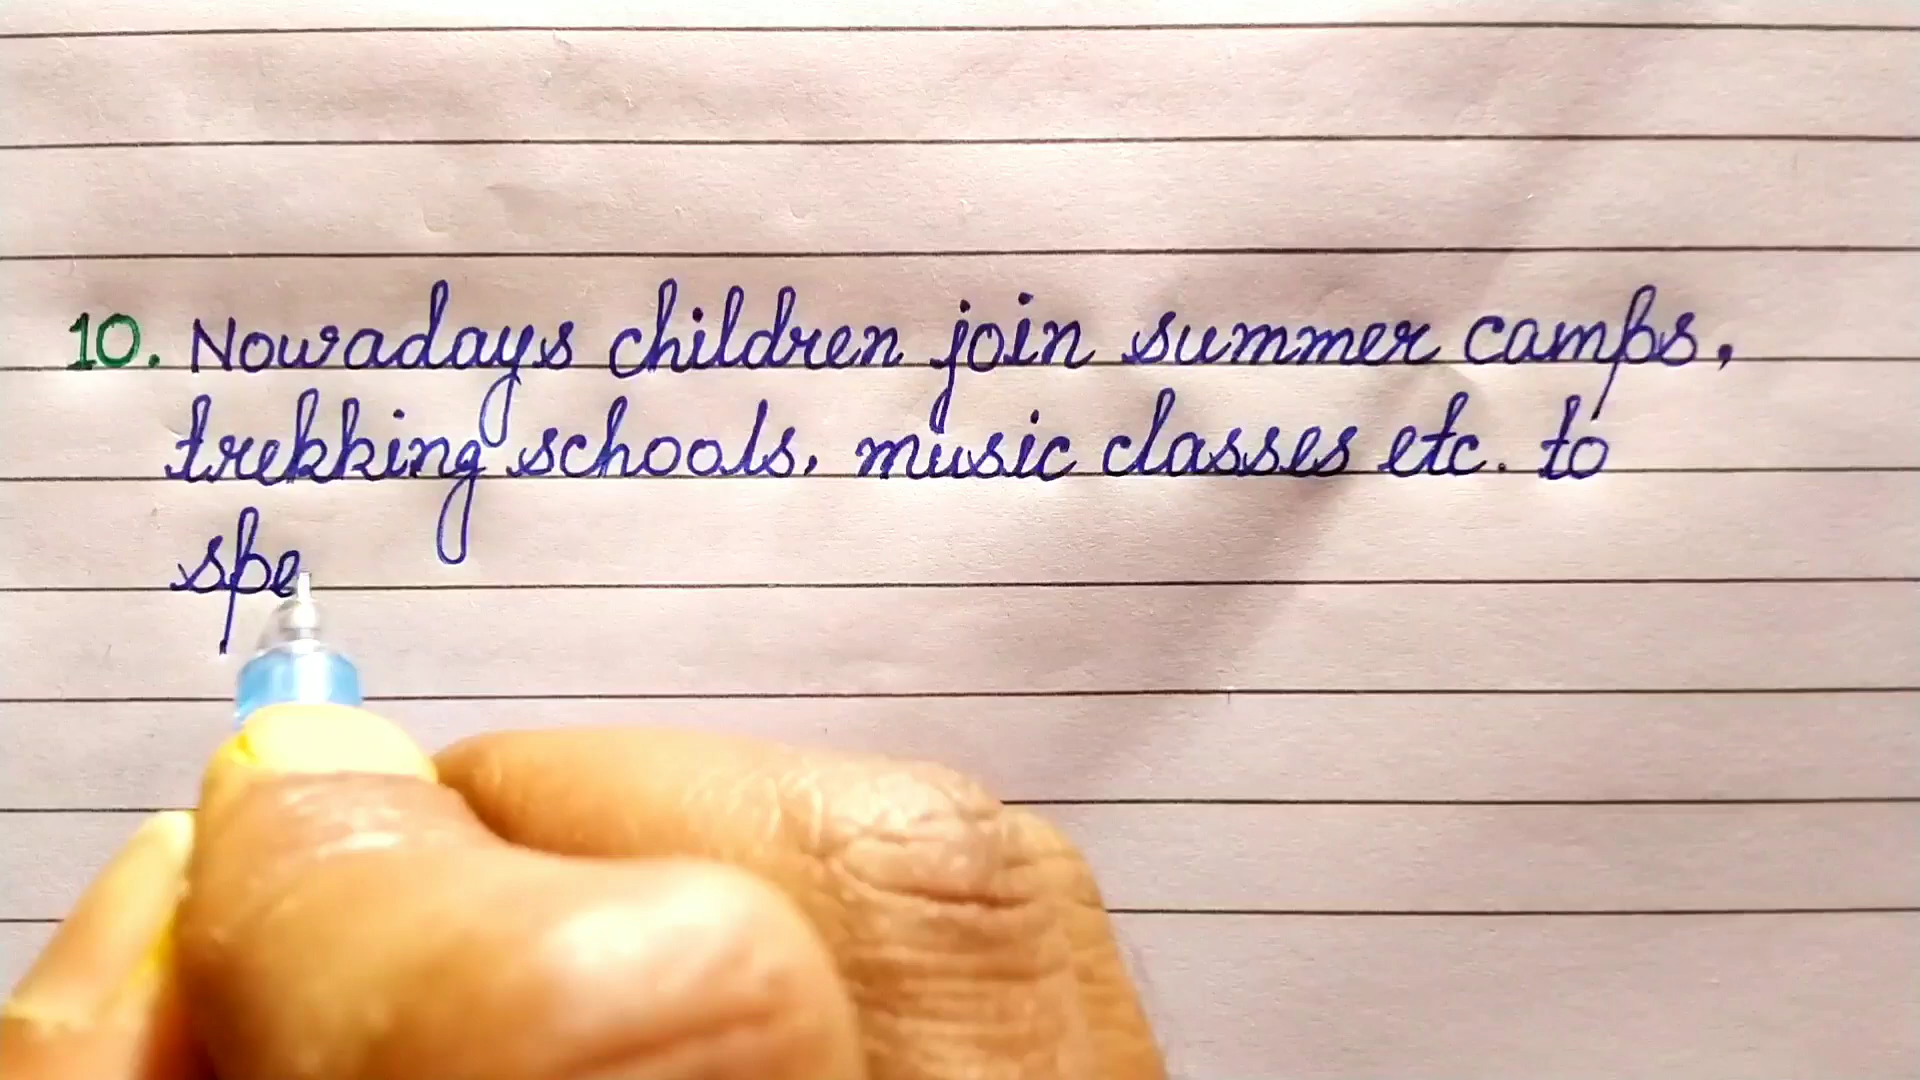 10. Nowadays children join summer camps,
trekking schools, music classes etc. to
spe